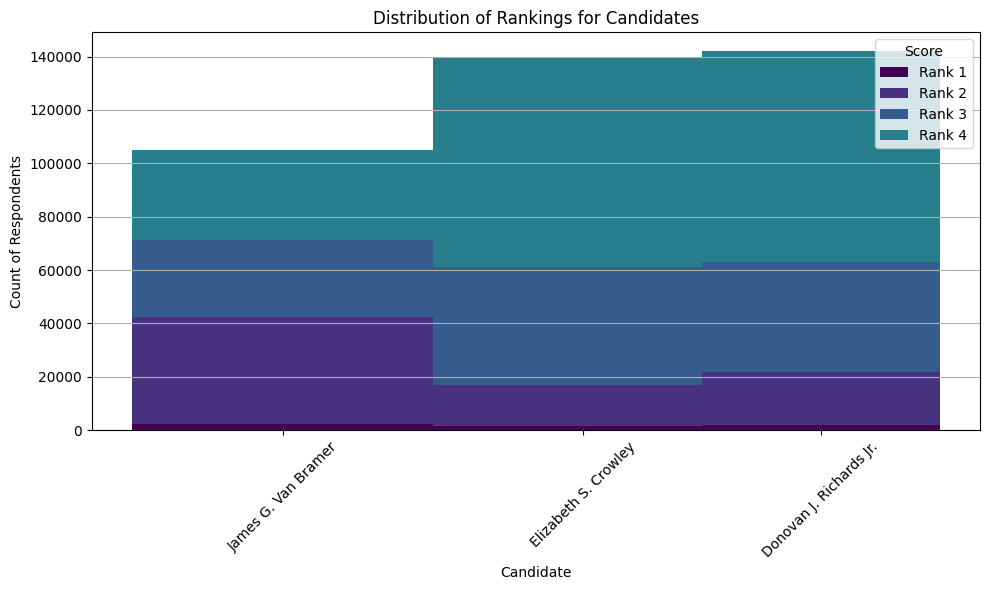 Distribution of Rankings for Candidates
Score
Rank 1
Rank 2
Rank 3
Rank 4
Count of Respondents
140000
120000
100000
80000
60000
40000
20000
0
James G. Van Bramer
Elizabeth S. Crowley
Donovan J. Richards Jr.
Candidate